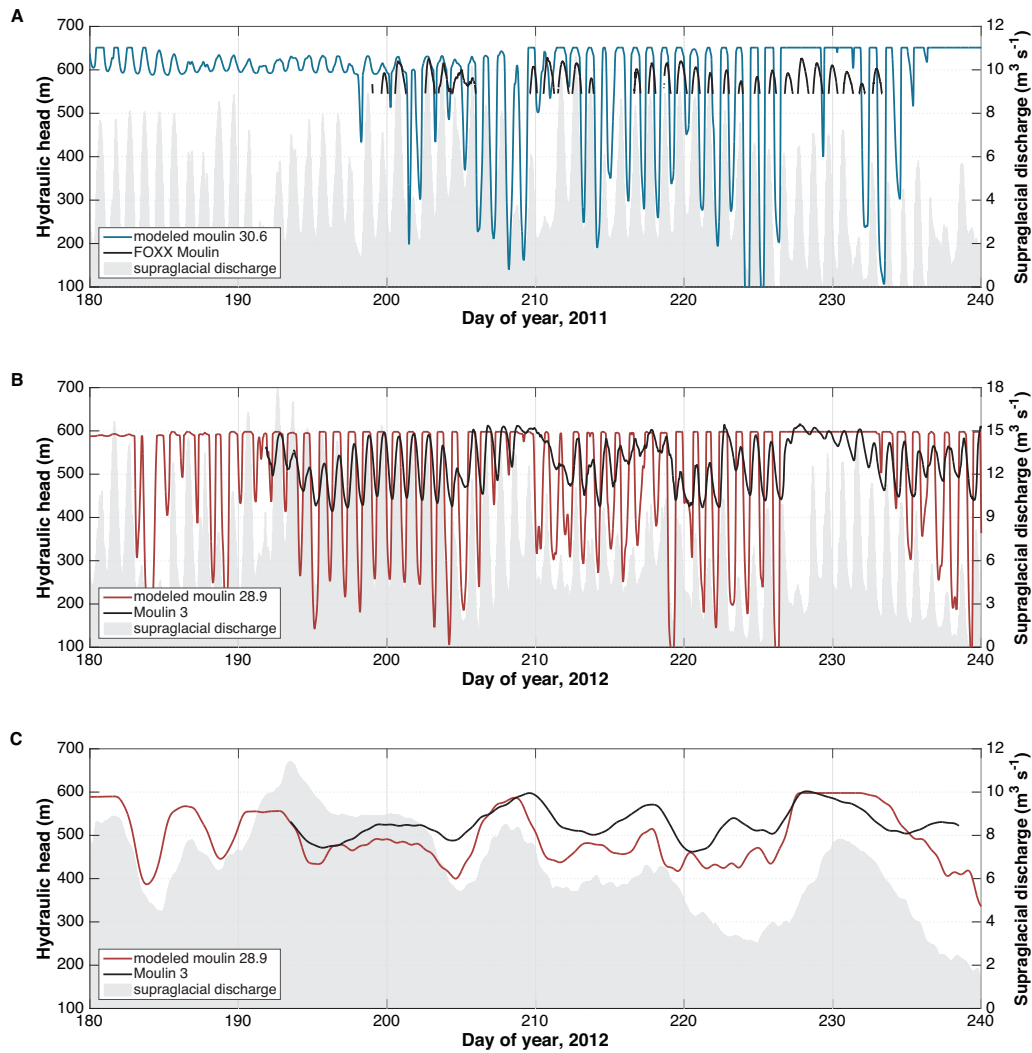 A
700
600
500
400
300
200
100
Hydraulic head (m)
12
10
8
6
4
2
0
Supraglacial discharge (m³ s⁻¹)
modeled moulin 30.6
FOXX Moulin
supraglacial discharge
180 190 200 210 220 230 240
Day of year, 2011
B
700
600
500
400
300
200
100
Hydraulic head (m)
18
15
12
9
6
3
0
Supraglacial discharge (m³ s⁻¹)
modeled moulin 28.9
Moulin 3
supraglacial discharge
180 190 200 210 220 230 240
Day of year, 2012
C
700
600
500
400
300
200
100
Hydraulic head (m)
12
10
8
6
4
2
0
Supraglacial discharge (m³ s⁻¹)
modeled moulin 28.9
Moulin 3
supraglacial discharge
180 190 200 210 220 230 240
Day of year, 2012